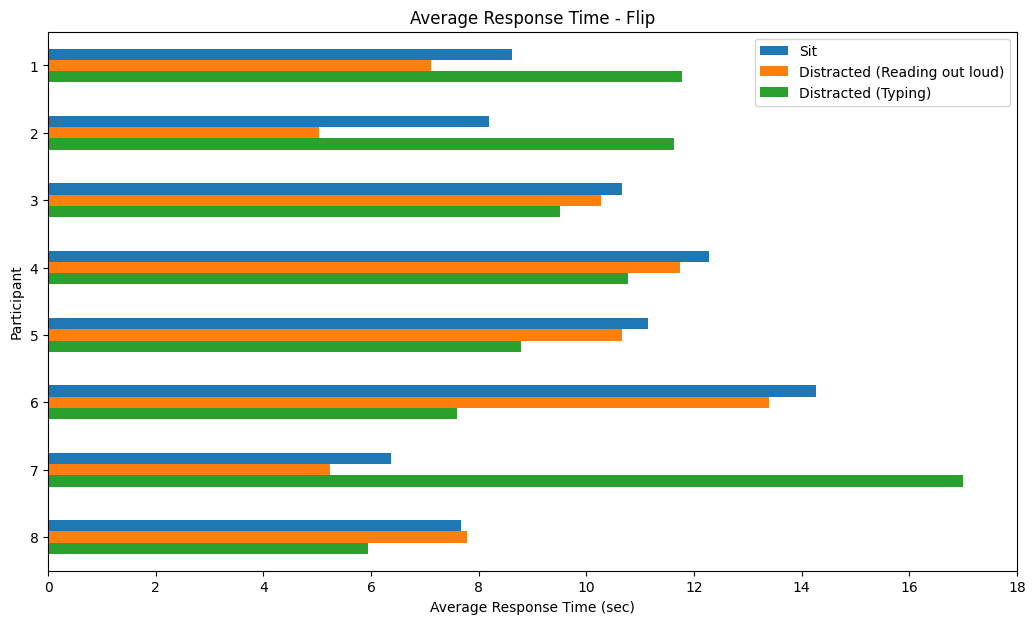 Average Response Time - Flip
Sit
Distracted (Reading out loud)
Distracted (Typing)
Participant
1
2
3
4
5
6
7
8
0 2 4 6 8 10 12 14 16 18
Average Response Time (sec)